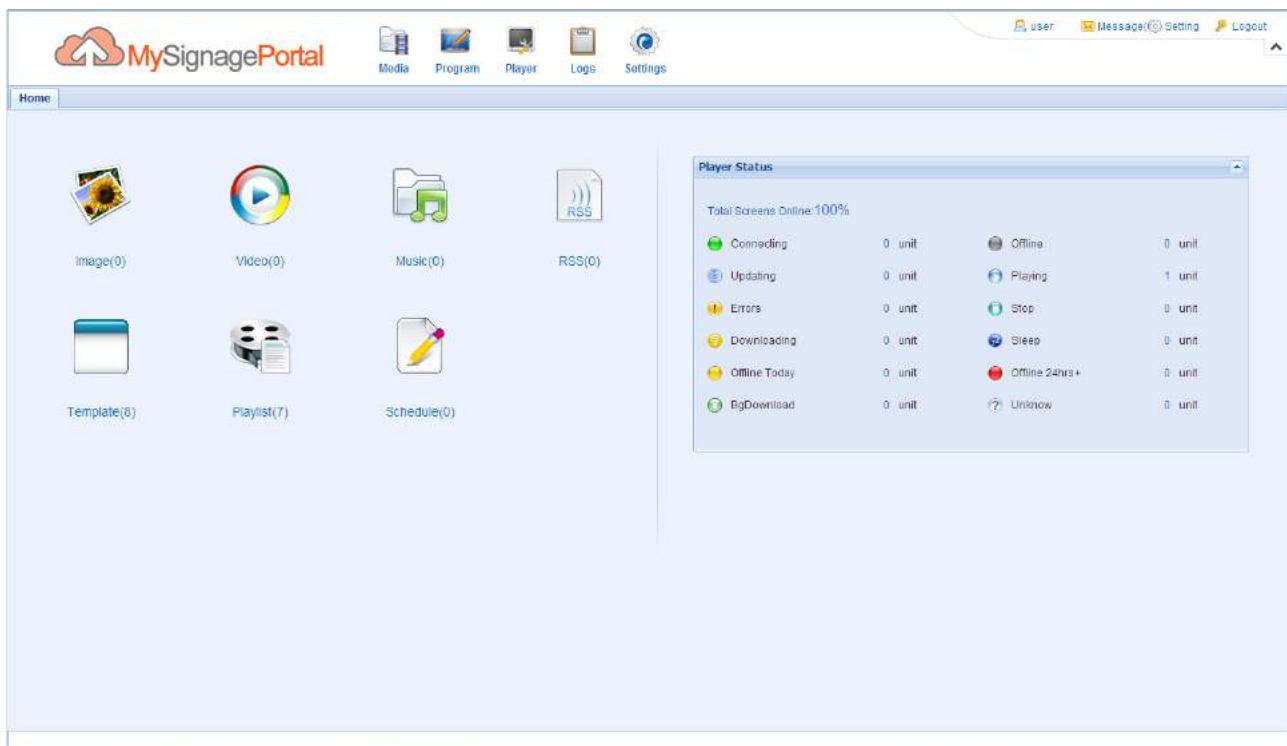 MySignagePortal
Media Program Player Logs Settings
user Message( Setting Logout
Home
Image(0) Video(0) Music(0) RSS RSS(0)
Template(8) Playlist(7) Schedule(0)
Player Status
Total Screens Online:100%
Connecting 0 unit Offline 0 unit
Updating 0 unit Playing 1 unit
Errors 0 unit Stop 0 unit
Downloading 0 unit Sleep 0 unit
Offline Today 0 unit Offline 24hrs+ 0 unit
BgDownload 0 unit Unknow 0 unit